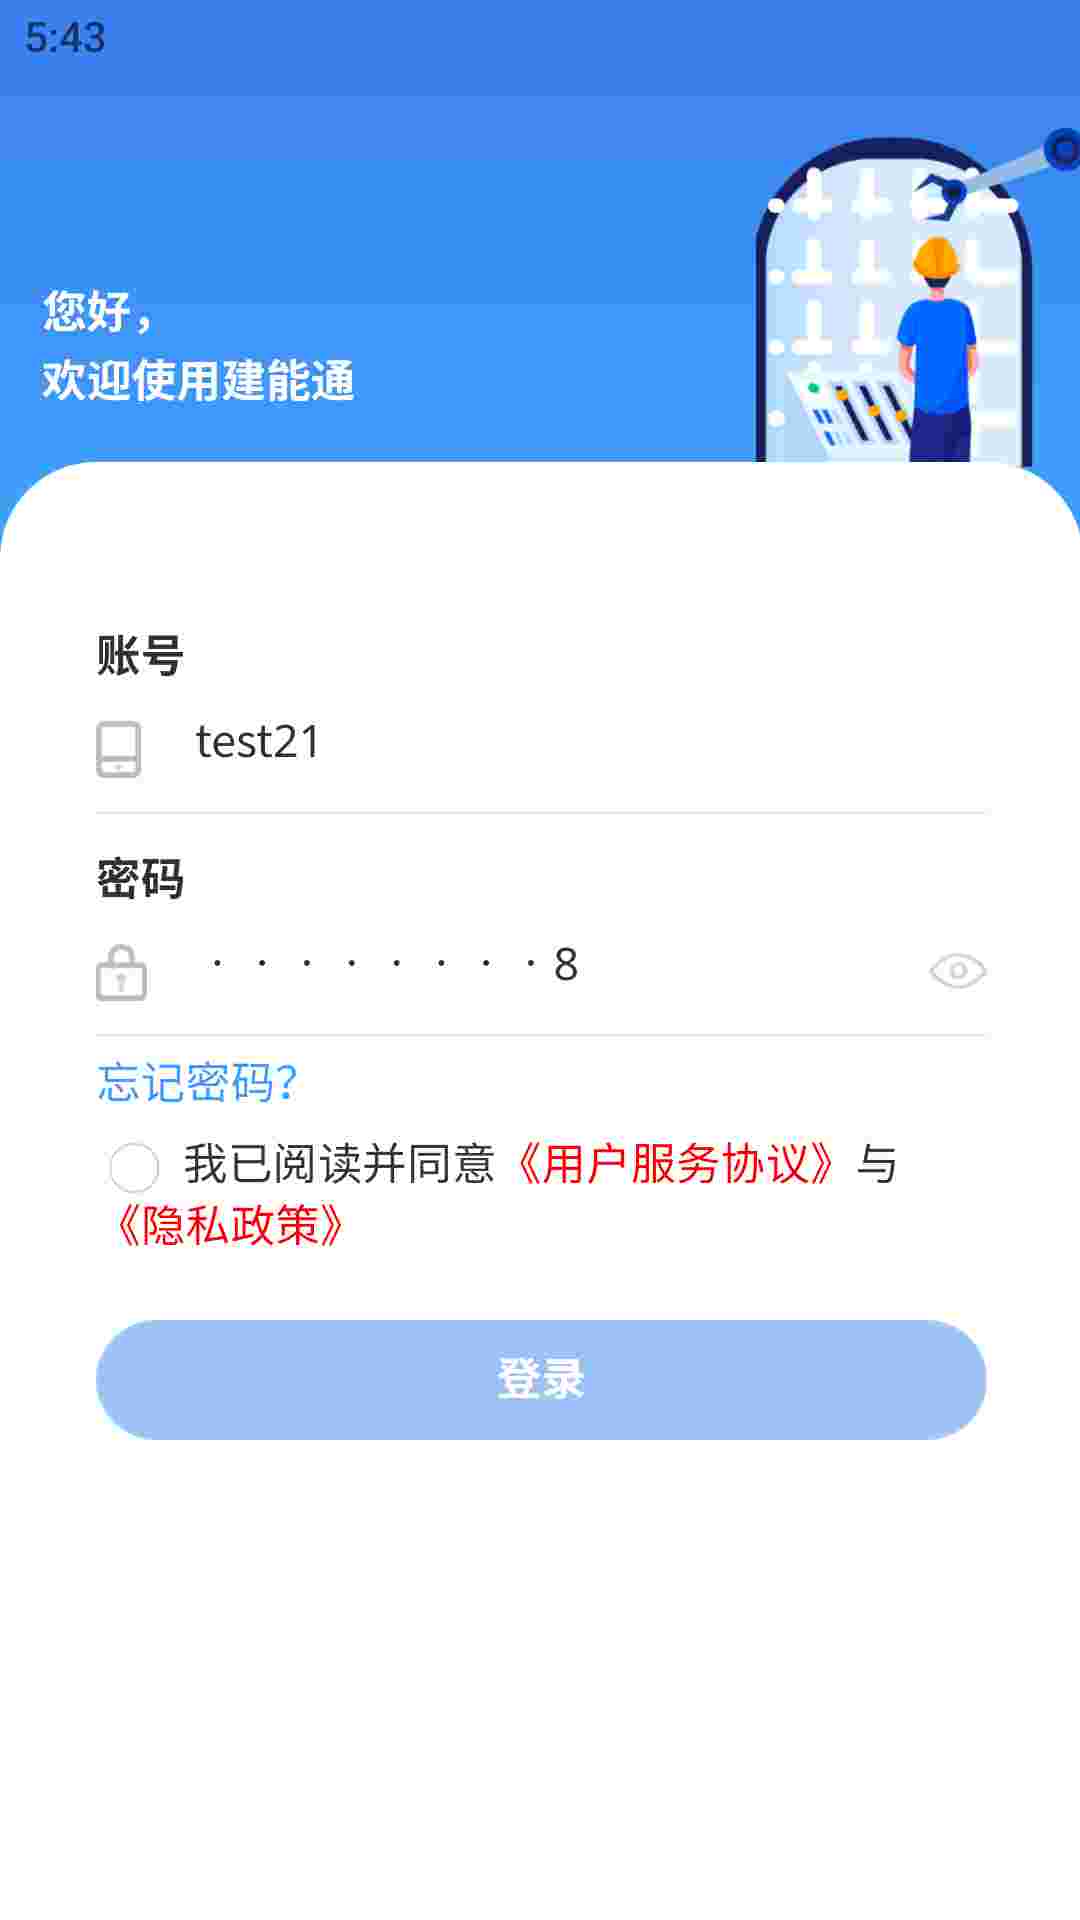 5:43
您好，
欢迎使用建能通
账号
test21
密码
········8
忘记密码？
我已阅读并同意《用户服务协议》与
《隐私政策》
登录